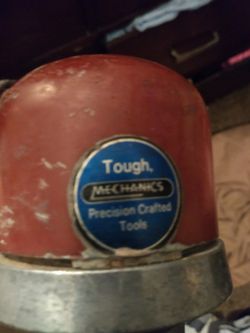 Tough,
MECHANICS
Precision Crafted
Tools